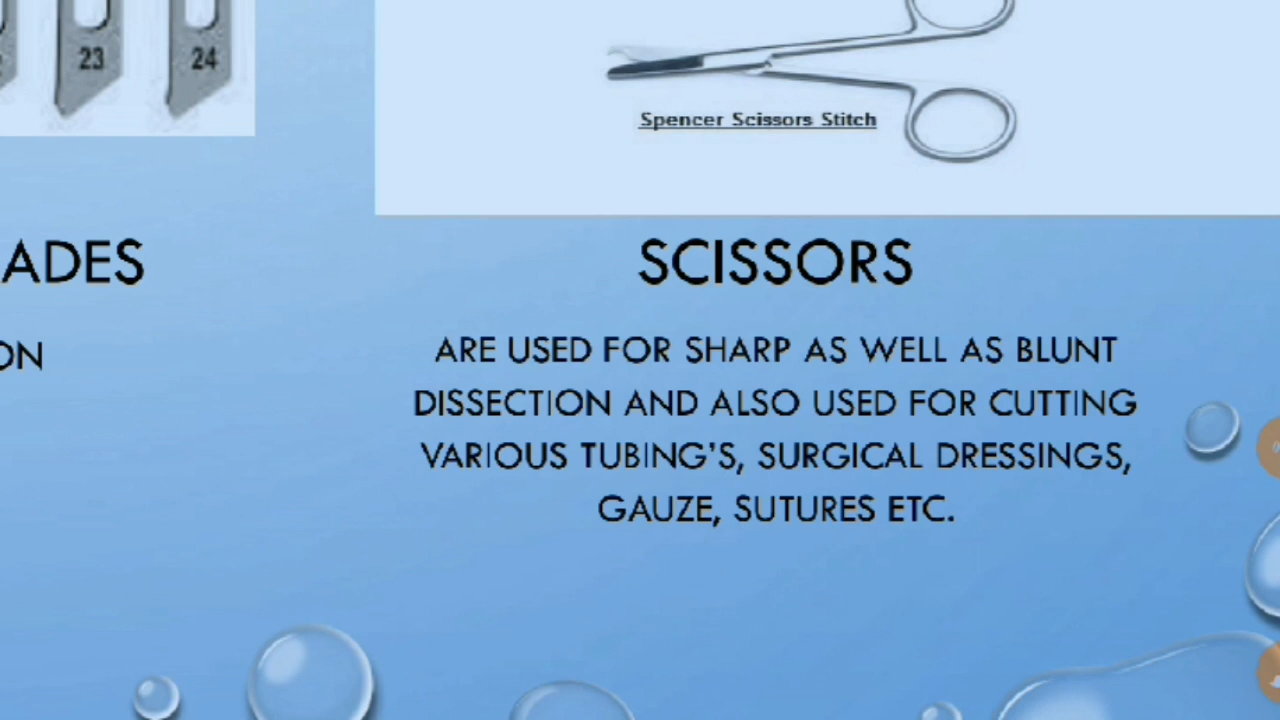 23
24
Spencer Scissors Stitch
ADES
SCISSORS
ON
ARE USED FOR SHARP AS WELL AS BLUNT
DISSECTION AND ALSO USED FOR CUTTING
VARIOUS TUBING'S, SURGICAL DRESSINGS,
GAUZE, SUTURES ETC.